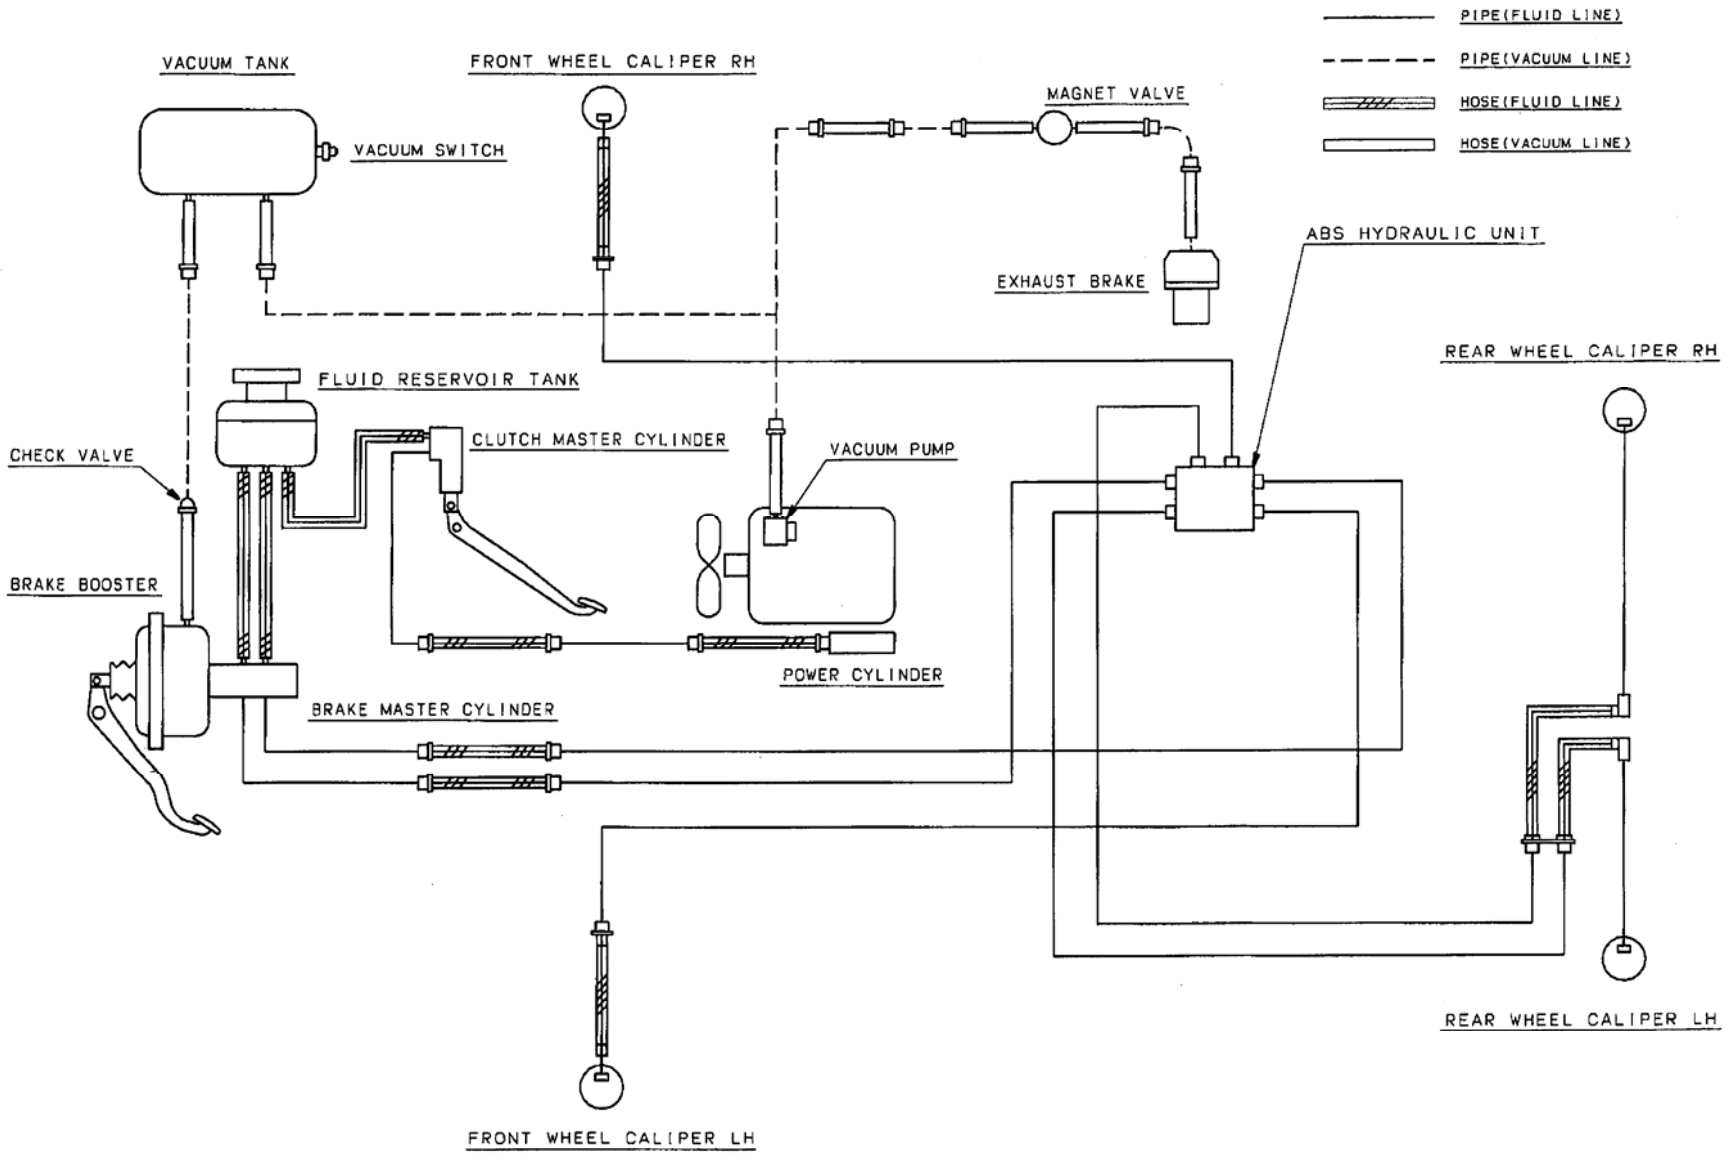 PIPE(FLUID LINE)
PIPE(VACUUM LINE)
HOSE(FLUID LINE)
HOSE(VACUUM LINE)
VACUUM TANK
FRONT WHEEL CALIPER RH
MAGNET VALVE
VACUUM SWITCH
ABS HYDRAULIC UNIT
EXHAUST BRAKE
REAR WHEEL CALIPER RH
FLUID RESERVOIR TANK
CLUTCH MASTER CYLINDER
VACUUM PUMP
CHECK VALVE
BRAKE BOOSTER
POWER CYLINDER
BRAKE MASTER CYLINDER
REAR WHEEL CALIPER LH
FRONT WHEEL CALIPER LH